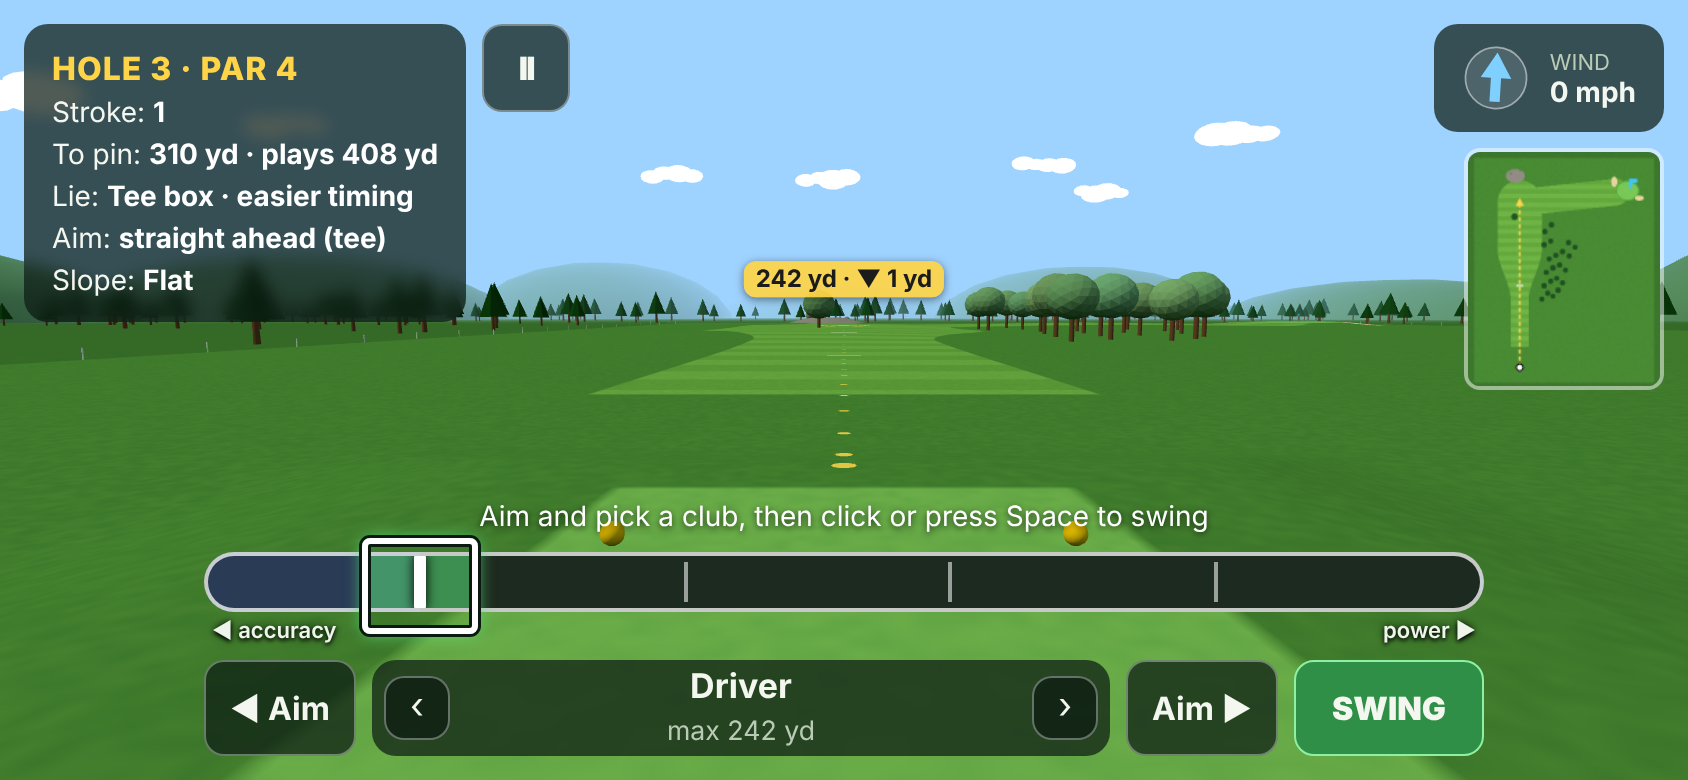 HOLE 3 · PAR 4
Stroke: 1
To pin: 310 yd · plays 408 yd
Lie: Tee box · easier timing
Aim: straight ahead (tee)
Slope: Flat
WIND
0 mph
242 yd · ▼ 1 yd
Aim and pick a club, then click or press Space to swing
◀ accuracy
power ▶
◀ Aim
‹
Driver
max 242 yd
›
Aim ▶
SWING